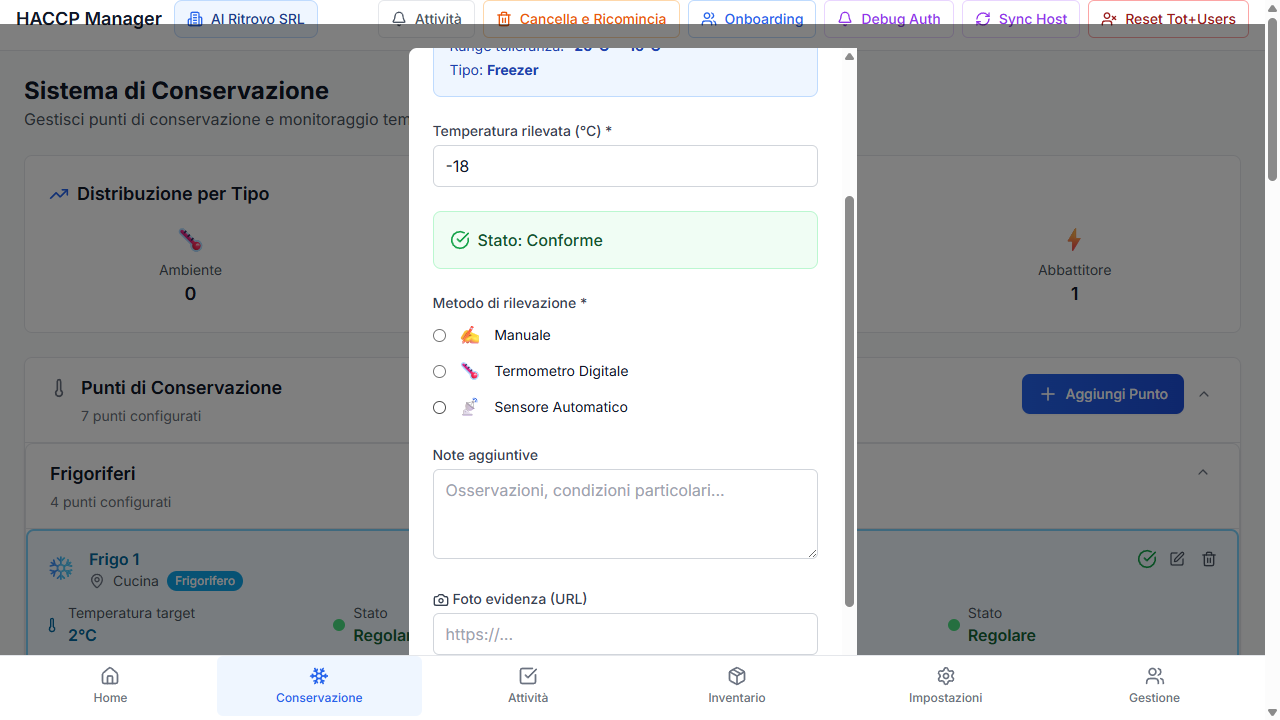 HACCP Manager
Al Ritrovo SRL
Attività
Cancella e Ricomincia
Onboarding
Debug Auth
Sync Host
Reset Tot+Users
Sistema di Conservazione
Gestisci punti di conservazione e monitoraggio tem
Distribuzione per Tipo
Ambiente
0
Abbattitore
1
Punti di Conservazione
7 punti configurati
Aggiungi Punto
Frigoriferi
4 punti configurati
Frigo 1
Cucina
Frigorifero
Temperatura target
2°C
Stato
Regolare
Stato
Regolare
Tipo: Freezer
Temperatura rilevata (°C) *
-18
Stato: Conforme
Metodo di rilevazione *
Manuale
Termometro Digitale
Sensore Automatico
Note aggiuntive
Osservazioni, condizioni particolari...
Foto evidenza (URL)
https://...
Home
Conservazione
Attività
Inventario
Impostazioni
Gestione